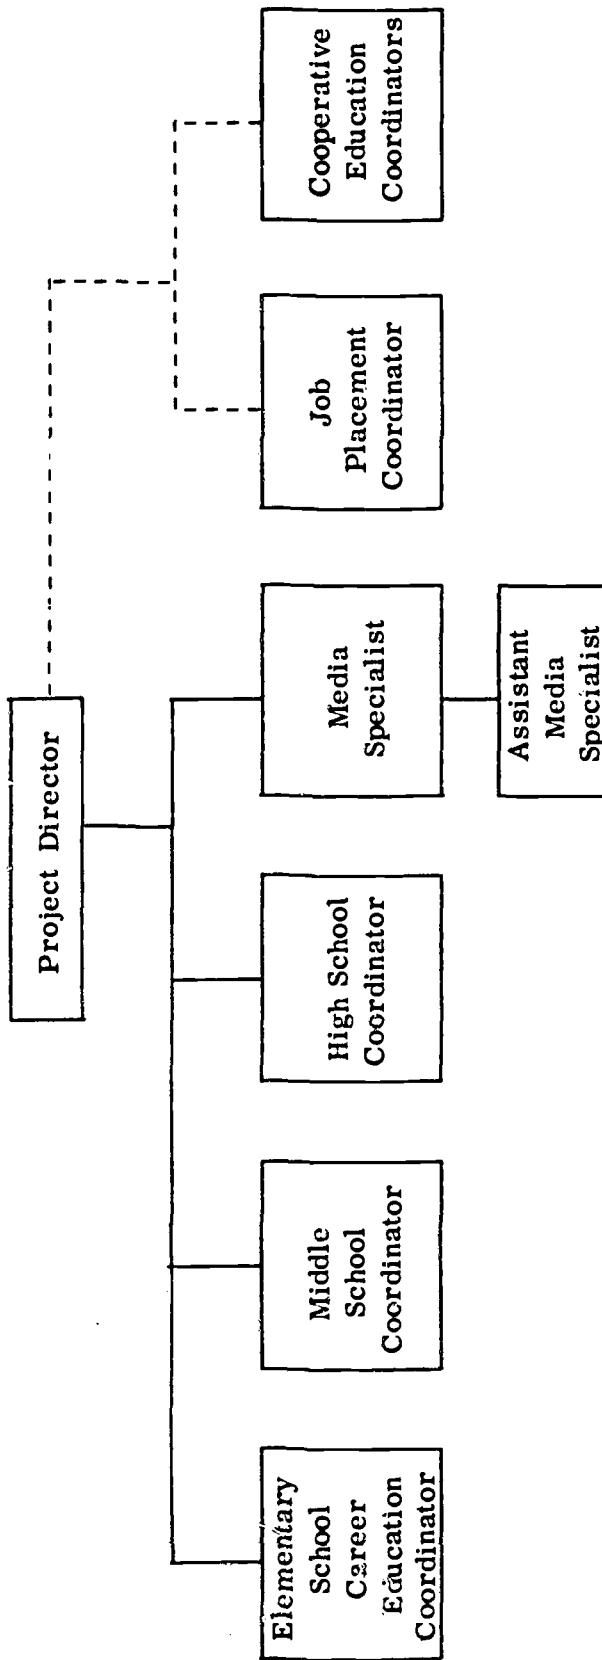 Project Director
Elementary
School
Career
Education
Coordinator
Middle
School
Coordinator
High School
Coordinator
Media
Specialist
Job
Placement
Coordinator
Cooperative
Education
Coordinators
Assistant
Media
Specialist